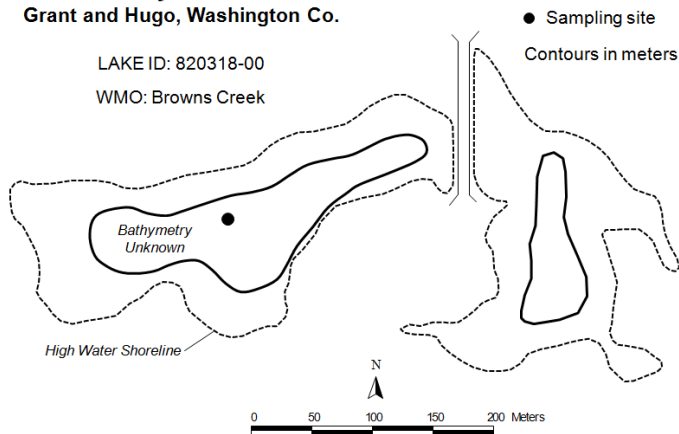 Grant and Hugo, Washington Co.
Sampling site
LAKE ID: 820318-00
Contours in meters
WMO: Browns Creek
Bathymetry
Unknown
High Water Shoreline
N
0 50 100 150 200 Meters